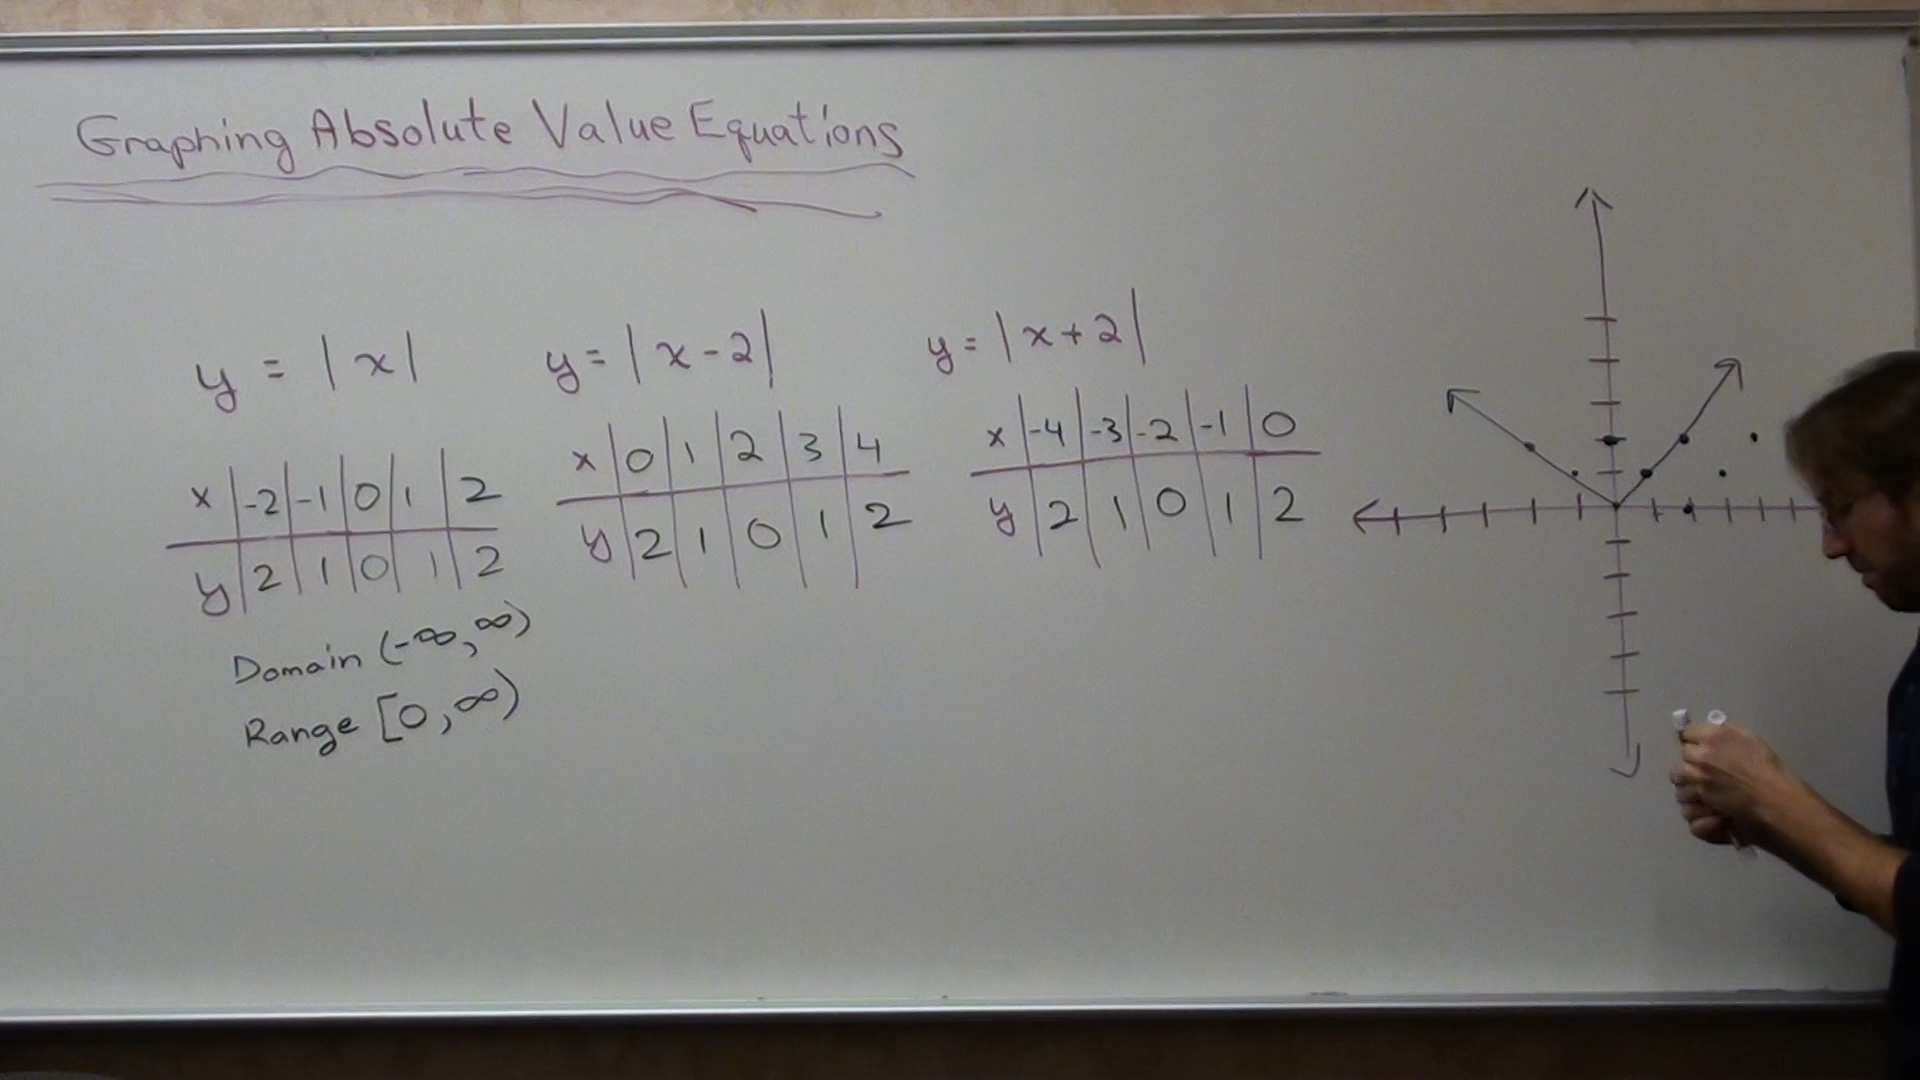 Graphing Absolute Value Equations
y = |x|
x | -2 | -1 | 0 | 1 | 2
y | 2 | 1 | 0 | 1 | 2
Domain (-∞, ∞)
Range [0, ∞)
y = |x - 2|
x | 0 | 1 | 2 | 3 | 4
y | 2 | 1 | 0 | 1 | 2
y = |x + 2|
x | -4 | -3 | -2 | -1 | 0
y | 2 | 1 | 0 | 1 | 2